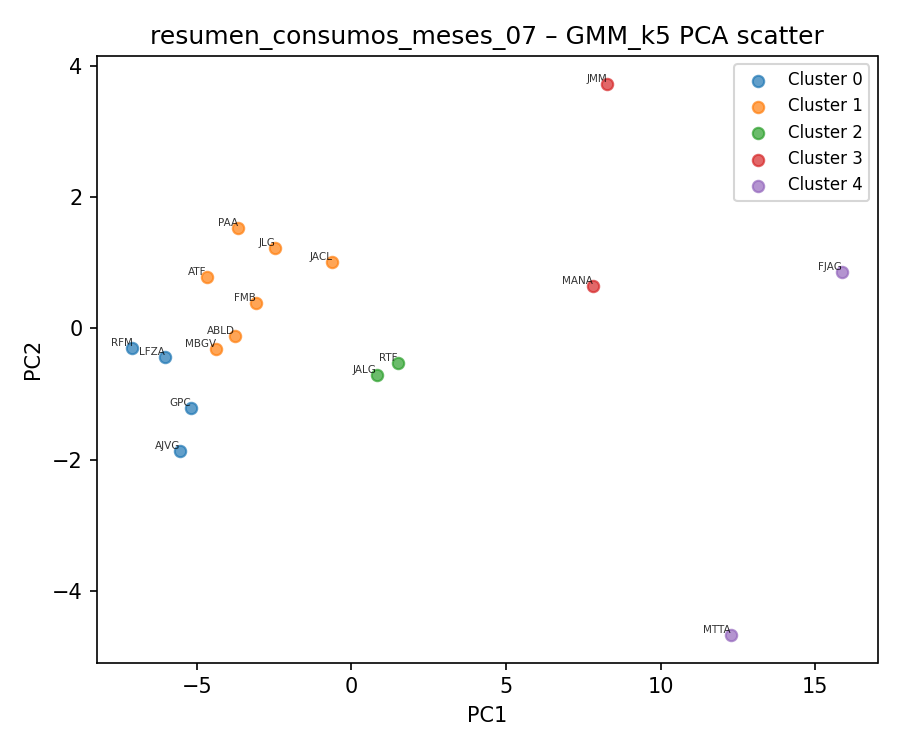 resumen_consumos_meses_07 – GMM_k5 PCA scatter
4
2
0
−2
−4
PC2
−5
0
5
10
15
PC1
Cluster 0
Cluster 1
Cluster 2
Cluster 3
Cluster 4
JMM
PAA
JLG
JACL
ATF
FMB
ABLD
MBGV
RFM
LFZA
GPC
AJVG
RTF
JALG
MANA
FJAG
MTTA